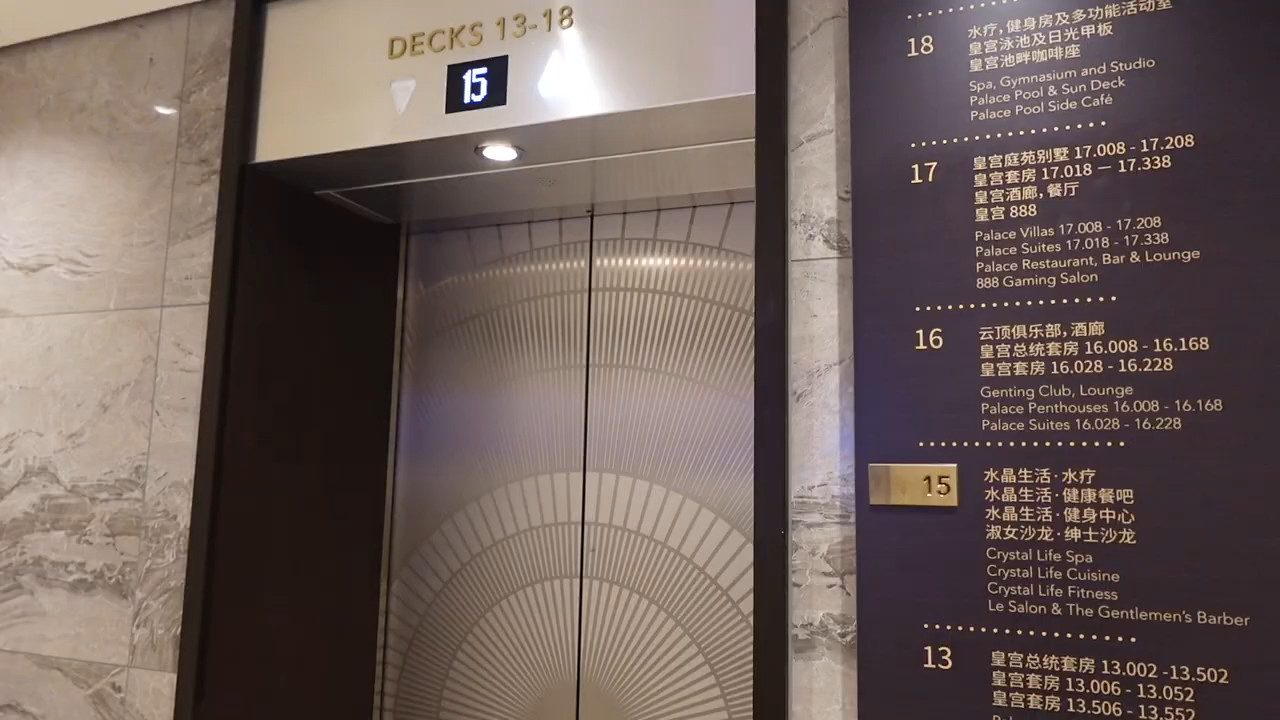 DECKS 13-18
15
18
水疗, 健身房及多功能活动室
皇宫泳池及日光甲板
皇宫池畔咖啡座
Spa, Gymnasium and Studio
Palace Pool & Sun Deck
Palace Pool Side Café
17
皇宫庭苑别墅 17.008 - 17.208
皇宫套房 17.018 — 17.338
皇宫酒廊, 餐厅
皇宫 888
Palace Villas 17.008 - 17.208
Palace Suites 17.018 - 17.338
Palace Restaurant, Bar & Lounge
888 Gaming Salon
16
云顶俱乐部, 酒廊
皇宫总统套房 16.008 - 16.168
皇宫套房 16.028 - 16.228
Genting Club, Lounge
Palace Penthouses 16.008 - 16.168
Palace Suites 16.028 - 16.228
15
水晶生活·水疗
水晶生活·健康餐吧
水晶生活·健身中心
淑女沙龙·绅士沙龙
Crystal Life Spa
Crystal Life Cuisine
Crystal Life Fitness
Le Salon & The Gentlemen's Barber
13
皇宫总统套房 13.002 -13.502
皇宫套房 13.006 - 13.052
皇宫套房 13.506 - 13.552